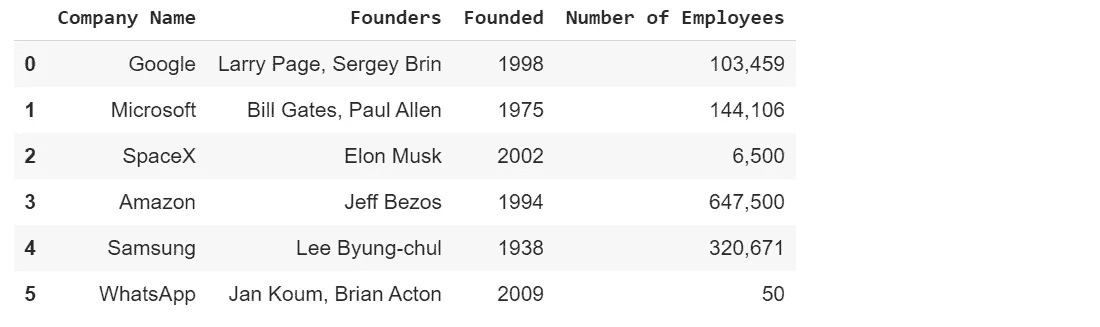 Company Name Founders Founded Number of Employees
0 Google Larry Page, Sergey Brin 1998 103,459
1 Microsoft Bill Gates, Paul Allen 1975 144,106
2 SpaceX Elon Musk 2002 6,500
3 Amazon Jeff Bezos 1994 647,500
4 Samsung Lee Byung-chul 1938 320,671
5 WhatsApp Jan Koum, Brian Acton 2009 50